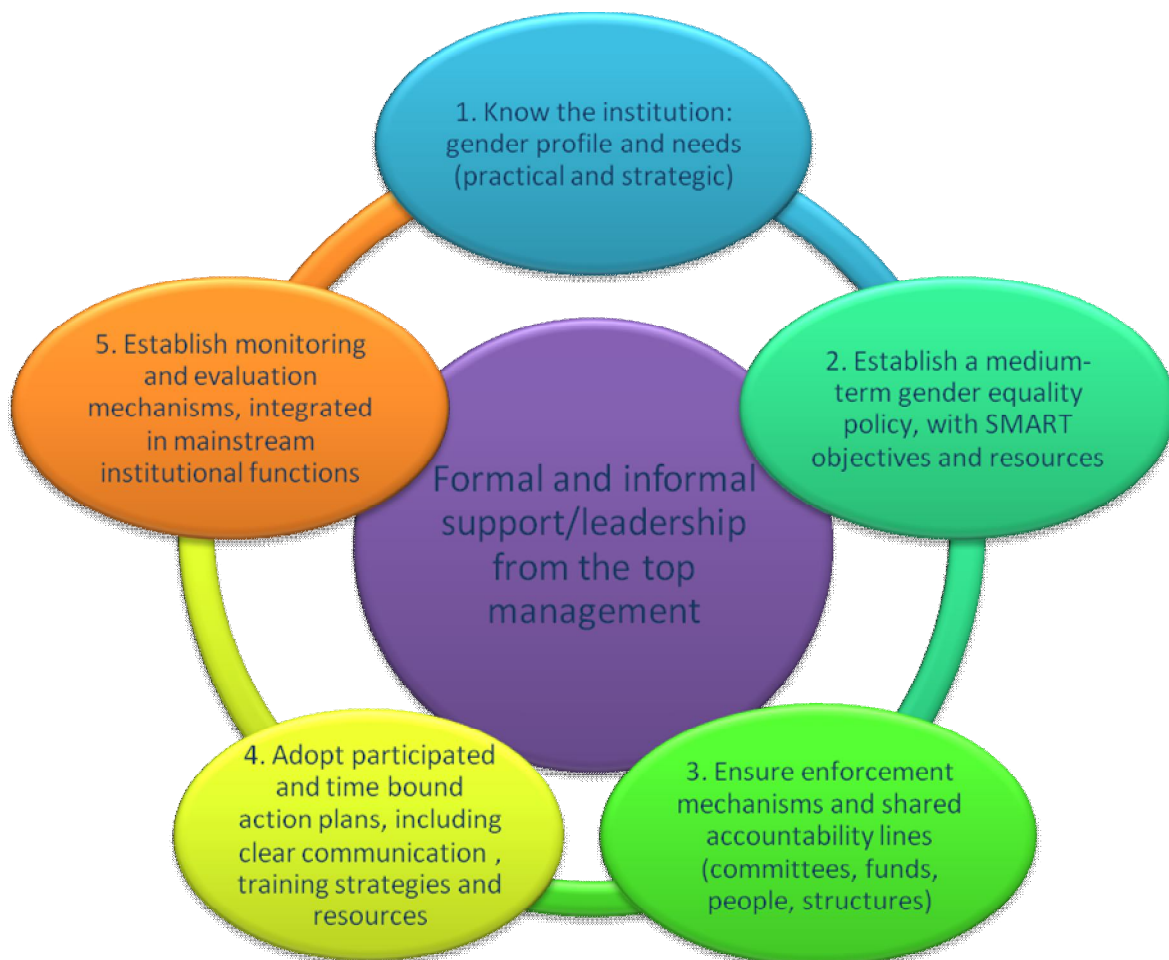 1. Know the institution:
gender profile and needs
(practical and strategic)
2. Establish a medium-
term gender equality
policy, with SMART
objectives and resources
3. Ensure enforcement
mechanisms and shared
accountability lines
(committees, funds,
people, structures)
4. Adopt participated
and time bound
action plans, including
clear communication ,
training strategies and
resources
5. Establish monitoring
and evaluation
mechanisms, integrated
in mainstream
institutional functions
Formal and informal
support/leadership
from the top
management